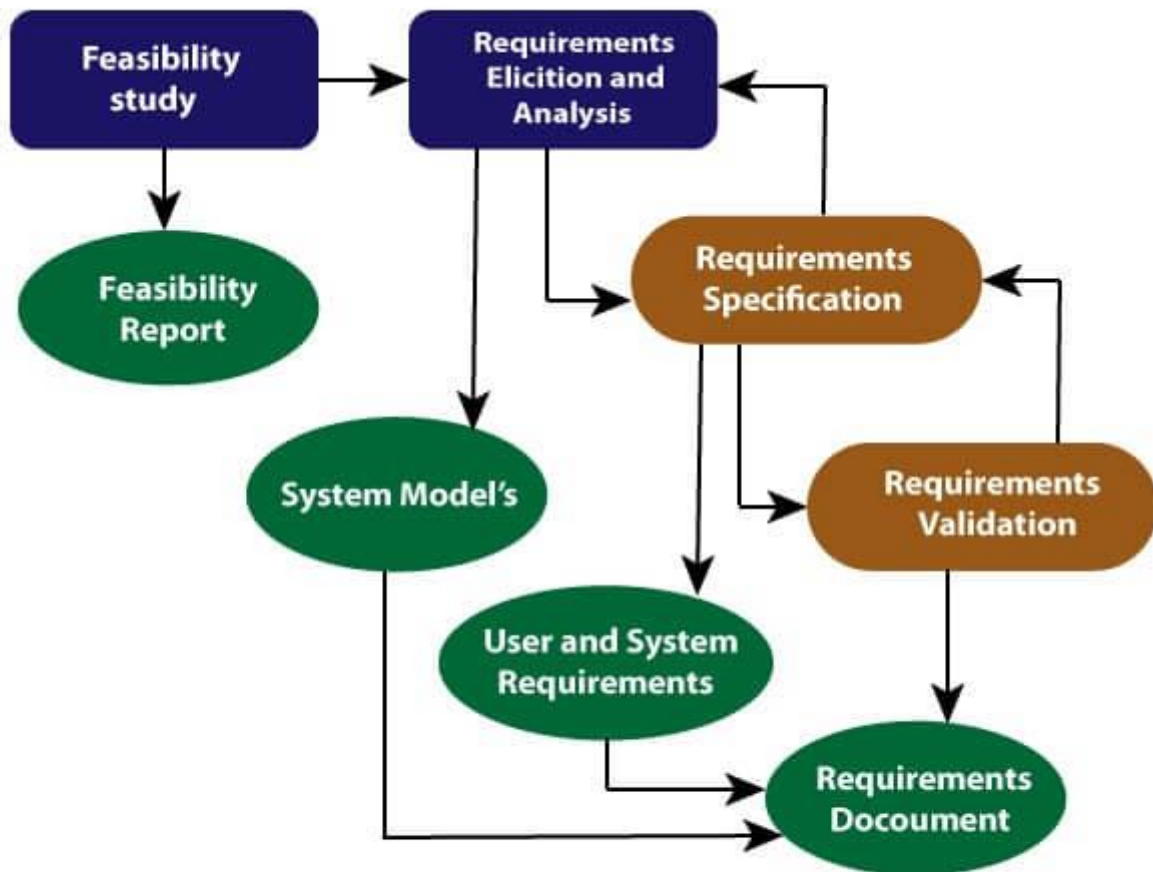 Feasibility
study
Requirements
Elicition and
Analysis
Feasibility
Report
Requirements
Specification
System Model's
Requirements
Validation
User and System
Requirements
Requirements
Docoument